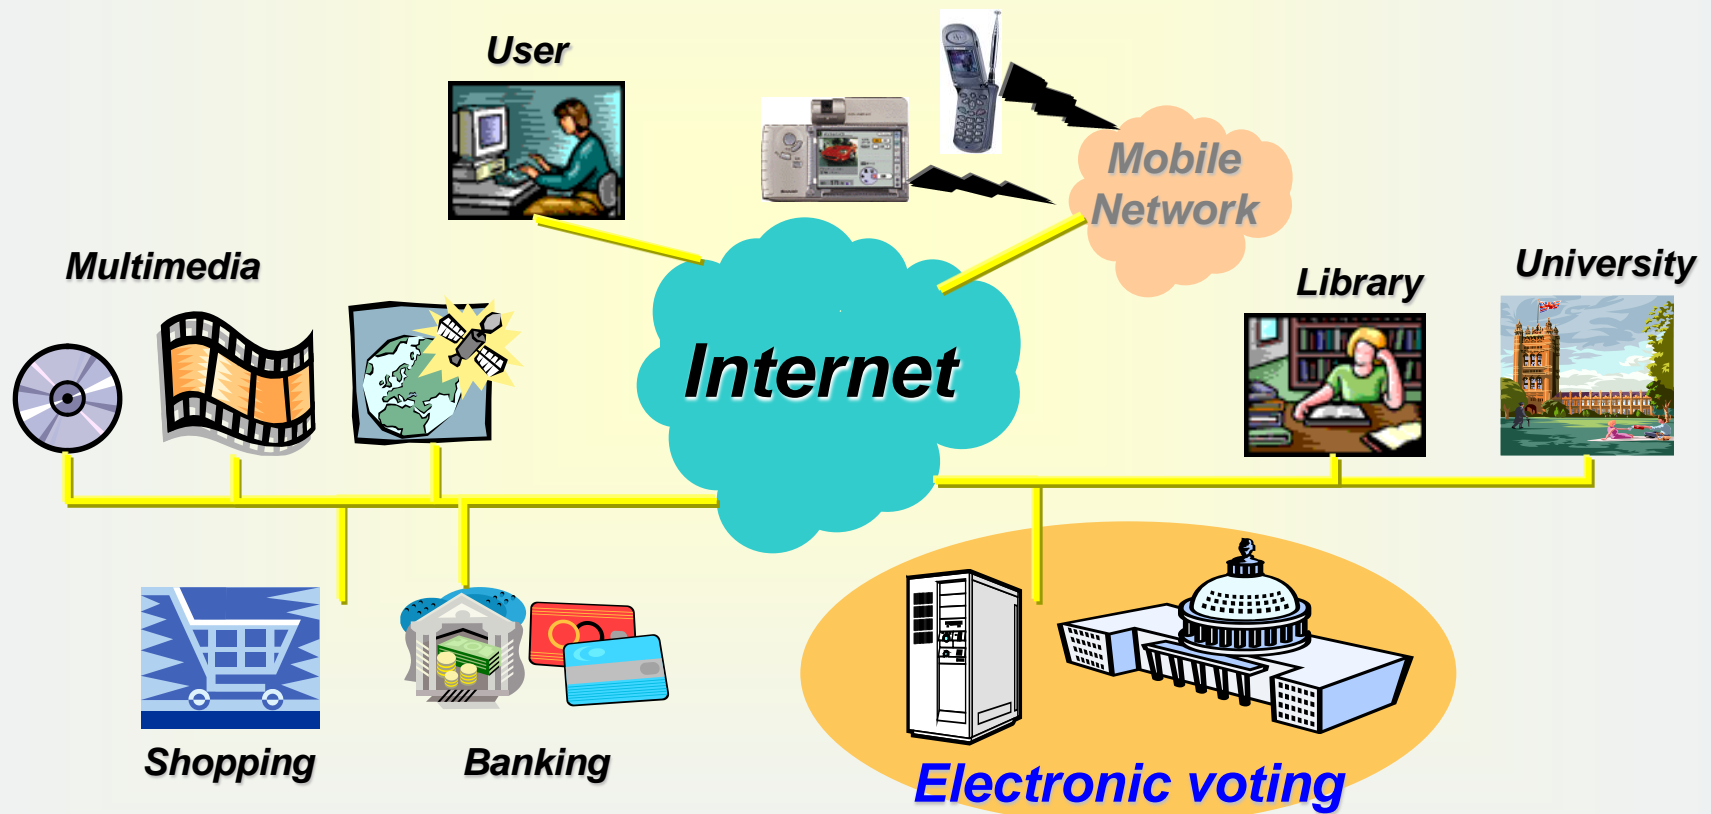 User
Mobile
Network
Multimedia
Library
University
Internet
Shopping
Banking
Electronic voting